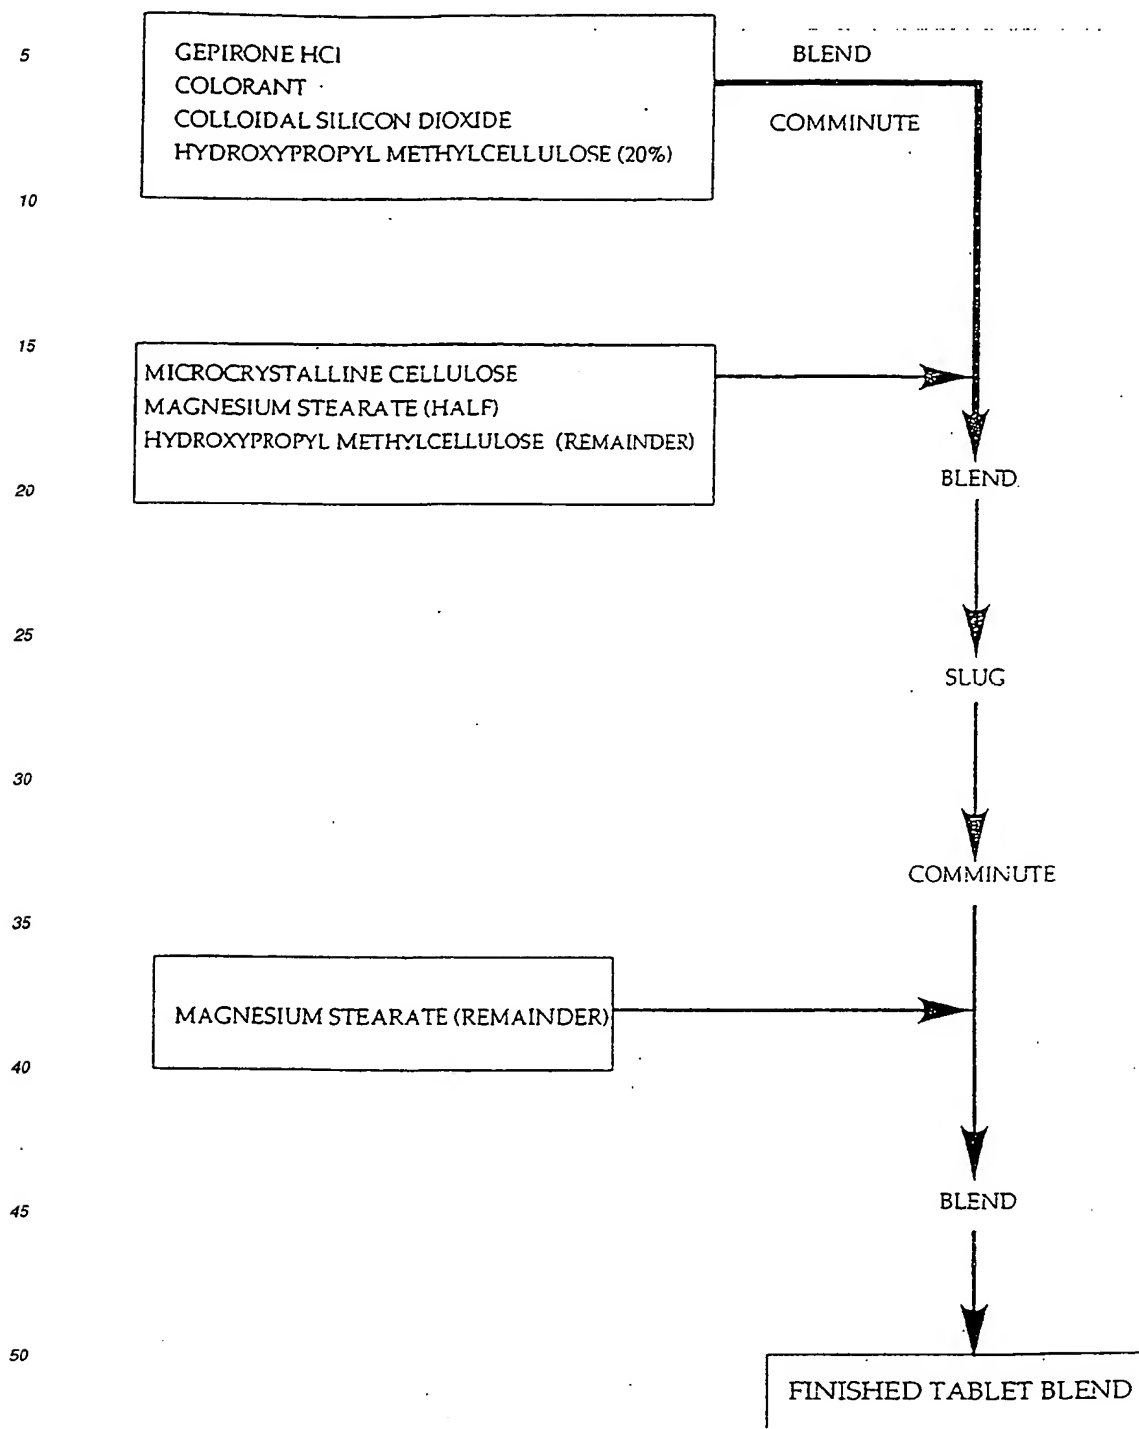 5
GEPIRONE HCl
BLEND
COLORANT
COLLOIDAL SILICON DIOXIDE
COMMINUTE
HYDROXYPROPYL METHYLCELLULOSE (20%)
10
15
MICROCRYSTALLINE CELLULOSE
MAGNESIUM STEARATE (HALF)
HYDROXYPROPYL METHYLCELLULOSE (REMAINDER)
20
BLEND
25
SLUG
30
COMMINUTE
35
MAGNESIUM STEARATE (REMAINDER)
40
45
BLEND
50
FINISHED TABLET BLEND